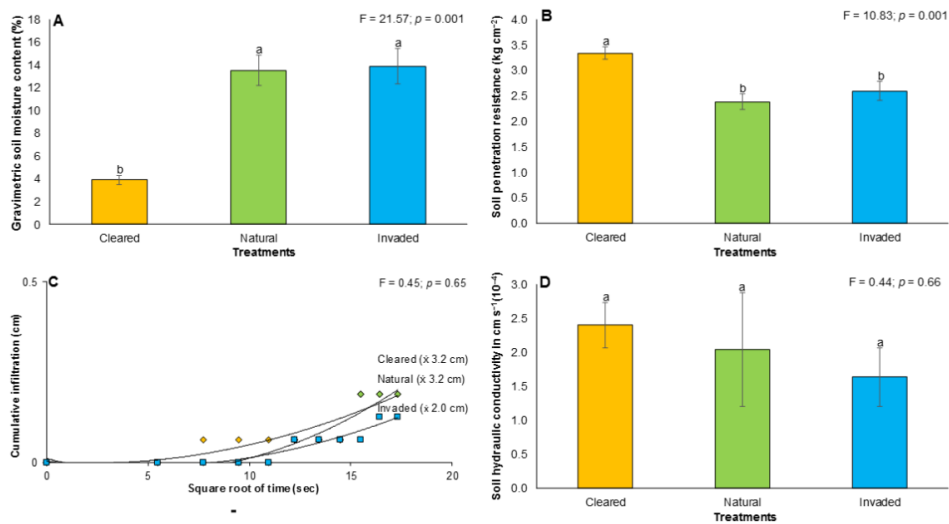 A
F = 21.57; p = 0.001
Gravimetric soil moisture content (%)
18
16
14
12
10
8
6
4
2
0
b
a
a
Cleared
Natural
Invaded
Treatments
B
F = 10.83; p = 0.001
Soil penetration resistance (kg cm⁻²)
4.0
3.5
3.0
2.5
2.0
1.5
1.0
0.5
0.0
a
b
b
Cleared
Natural
Invaded
Treatments
C
F = 0.45; p = 0.65
Cumulative infiltration (cm)
0.5
0
Cleared (ẋ 3.2 cm)
Natural (ẋ 3.2 cm)
Invaded (ẋ 2.0 cm)
0
5
10
15
20
Square root of time (sec)
D
F = 0.44; p = 0.66
Soil hydraulic conductivity in cm s⁻¹(10⁻⁴)
3.0
2.5
2.0
1.5
1.0
0.5
0.0
a
a
a
Cleared
Natural
Invaded
Treatments